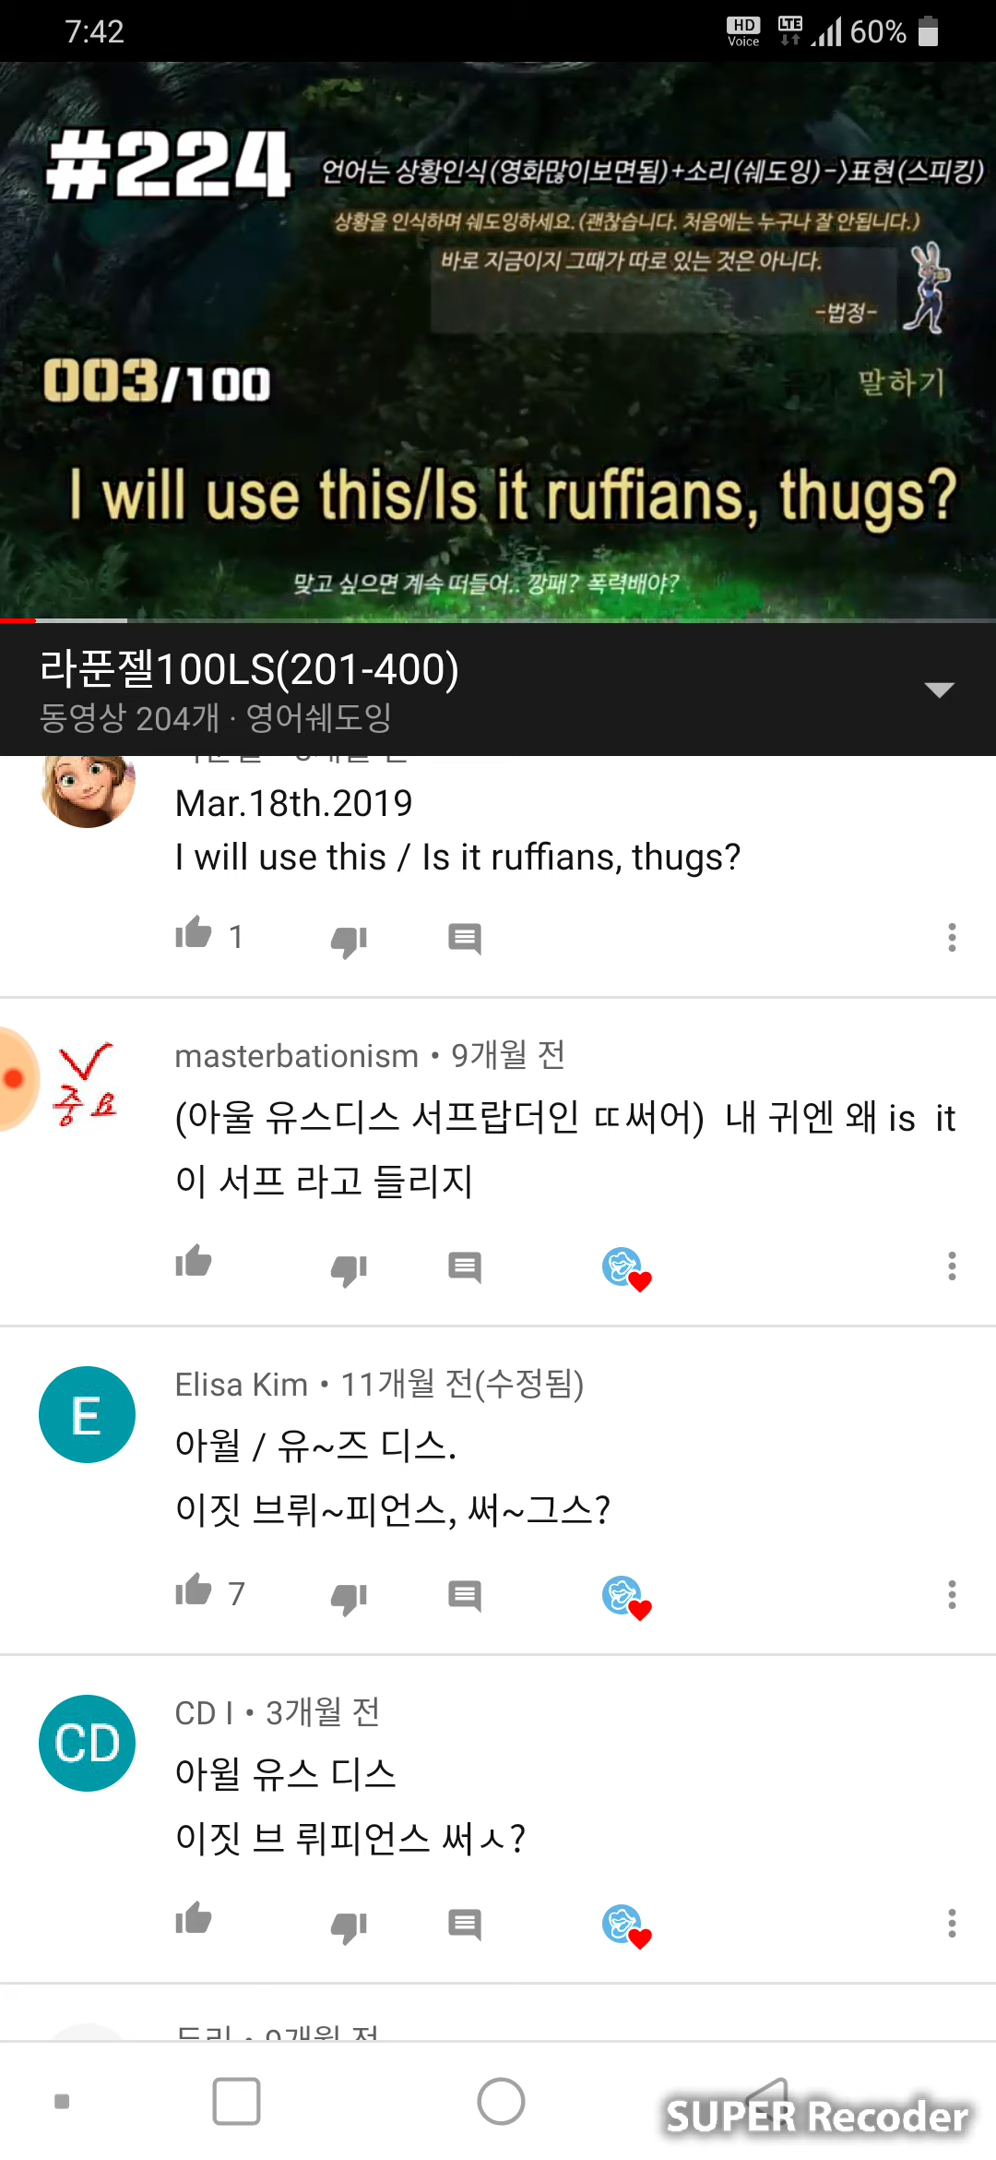 7:42
HD Voice LTE 60%
#224
언어는 상황인식(영화많이보면됨)+소리(쉐도잉)->표현(스피킹)
상황을 인식하며 쉐도잉하세요.(괜찮습니다. 처음에는 누구나 잘 안됩니다.)
바로 지금이지 그때가 따로 있는 것은 아니다.
-법정-
003/100
말하기
I will use this/Is it ruffians, thugs?
맞고 싶으면 계속 떠들어.. 깡패? 폭력배야?
라푼젤100LS(201-400)
동영상 204개 · 영어쉐도잉
Mar.18th.2019
I will use this / Is it ruffians, thugs?
1
중요
masterbationism • 9개월 전
(아울 유스디스 서프랍더인 ㄸ써어) 내 귀엔 왜 is it
이 서프 라고 들리지
E
Elisa Kim • 11개월 전(수정됨)
아월 / 유~즈 디스.
이짓 브뤼~피언스, 써~그스?
7
CD
CD I • 3개월 전
아윌 유스 디스
이짓 브 뤼피언스 써ㅅ?
SUPER Recoder